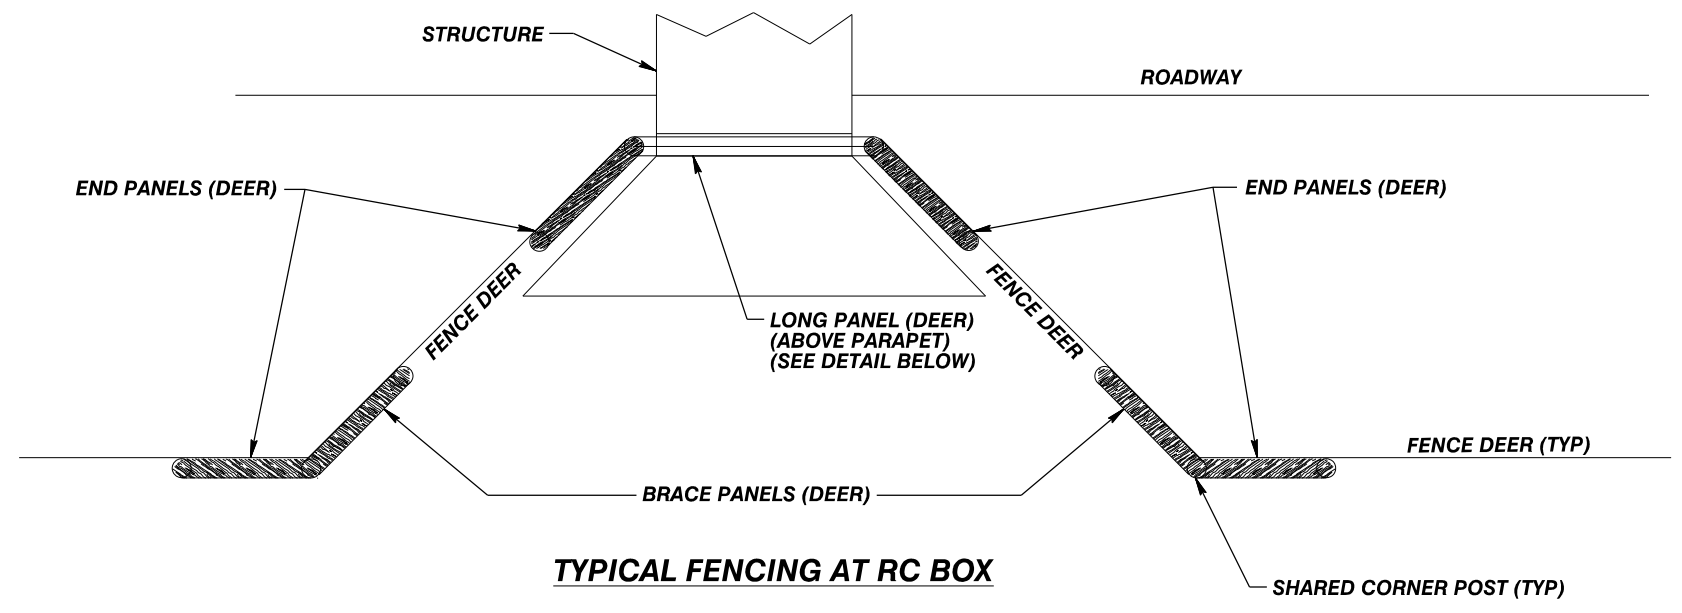 STRUCTURE
ROADWAY
END PANELS (DEER)
END PANELS (DEER)
FENCE DEER
FENCE DEER
LONG PANEL (DEER)
(ABOVE PARAPET)
(SEE DETAIL BELOW)
FENCE DEER (TYP)
BRACE PANELS (DEER)
TYPICAL FENCING AT RC BOX
SHARED CORNER POST (TYP)